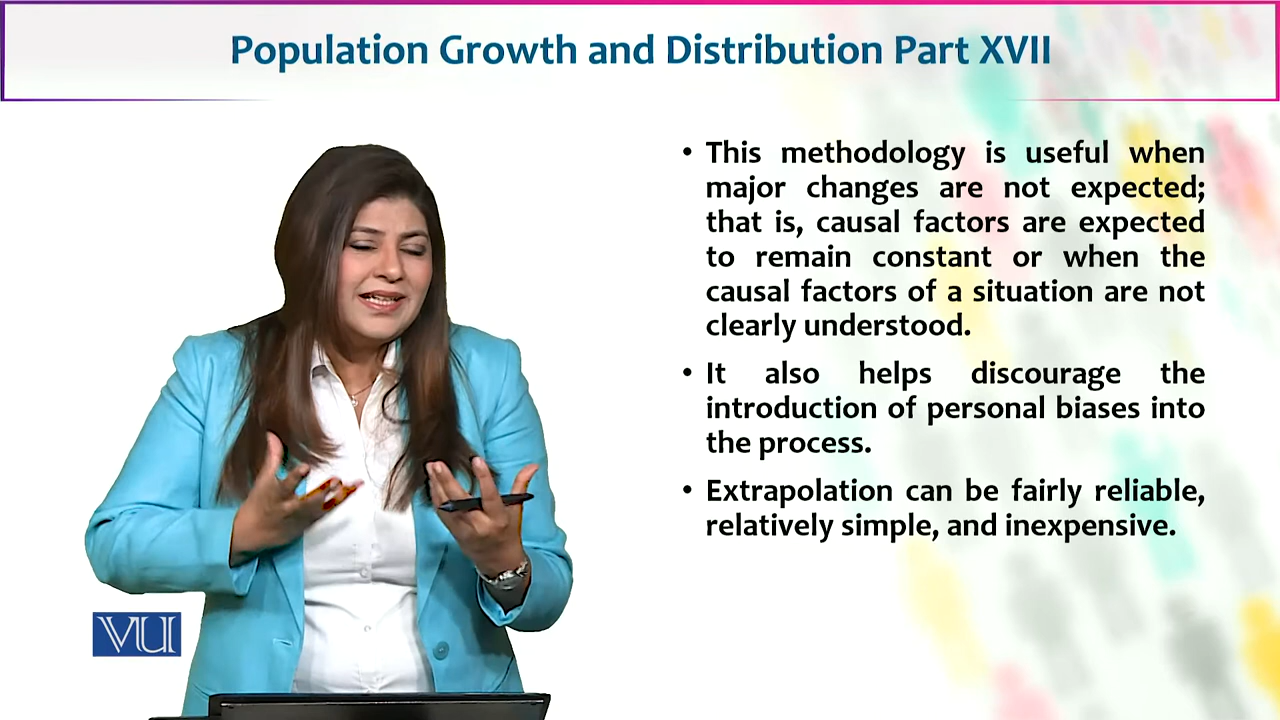 Population Growth and Distribution Part XVII
• This methodology is useful when
major changes are not expected;
that is, causal factors are expected
to remain constant or when the
causal factors of a situation are not
clearly understood.
• It also helps discourage the
introduction of personal biases into
the process.
• Extrapolation can be fairly reliable,
relatively simple, and inexpensive.
VU